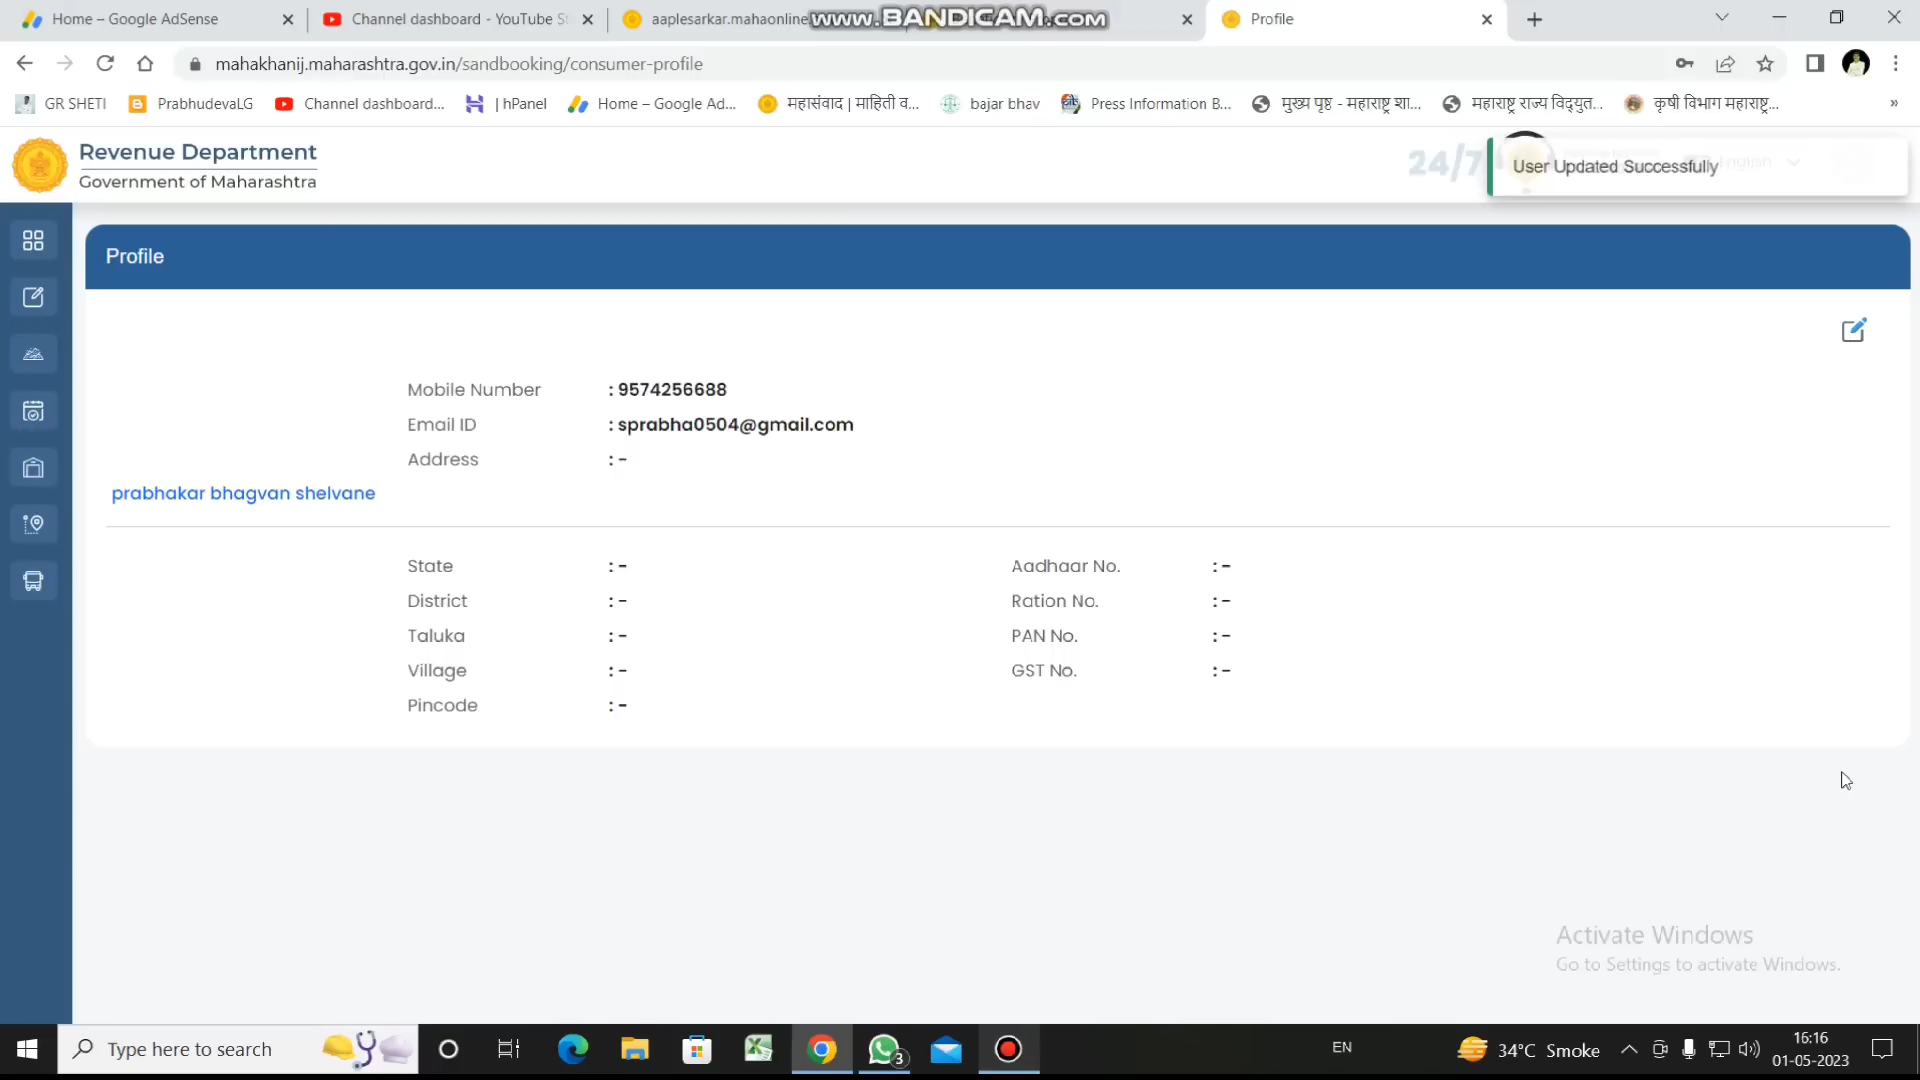 Home – Google AdSense
Channel dashboard - YouTube St
aaplesarkar.mahaonline
www.BANDICAM.com
Profile
mahakhanij.maharashtra.gov.in/sandbooking/consumer-profile
GR SHETI
PrabhudevaLG
Channel dashboard...
| hPanel
Home – Google Ad...
महासंवाद | माहिती व...
bajar bhav
Press Information B...
मुख्य पृष्ठ - महाराष्ट्र शा...
महाराष्ट्र राज्य विद्युत...
कृषी विभाग महाराष्ट्र...
»
Revenue Department
Government of Maharashtra
24/7
User Updated Successfully
English
Profile
Mobile Number : 9574256688
Email ID : sprabha0504@gmail.com
Address : -
prabhakar bhagvan shelvane
State : - Aadhaar No. : -
District : - Ration No. : -
Taluka : - PAN No. : -
Village : - GST No. : -
Pincode : -
Activate Windows
Go to Settings to activate Windows.
Type here to search
3
EN
34°C Smoke
16:16
01-05-2023